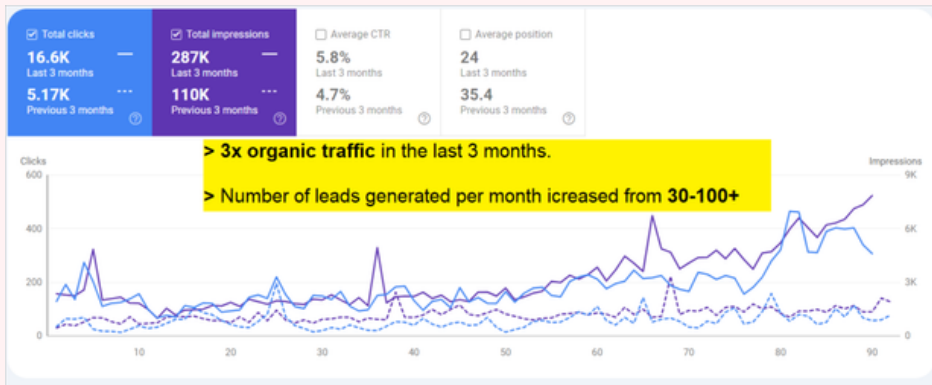 Total clicks
16.6K
Last 3 months
5.17K
Previous 3 months
Total impressions
287K
Last 3 months
110K
Previous 3 months
Average CTR
5.8%
Last 3 months
4.7%
Previous 3 months
Average position
24
Last 3 months
35.4
Previous 3 months
> 3x organic traffic in the last 3 months.
> Number of leads generated per month icreased from 30-100+
Clicks
600
400
200
0
Impressions
9K
6K
3K
0
10 20 30 40 50 60 70 80 90